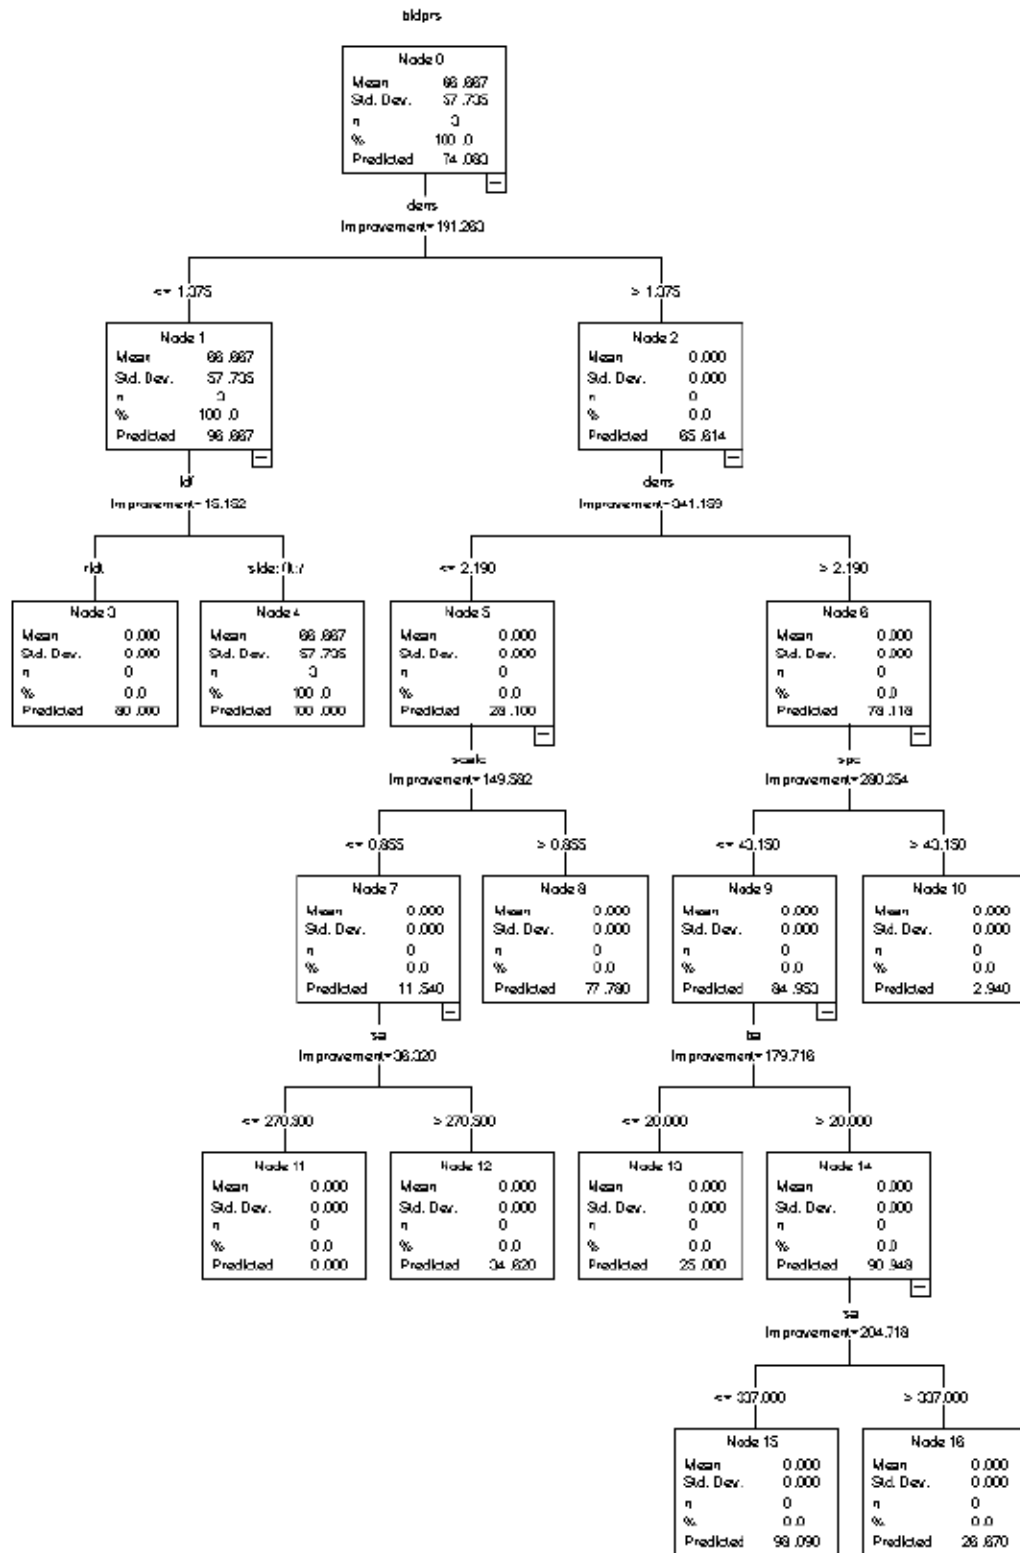 bldprs
Node 0
Mean 66.667
Std. Dev. 57.735
n 3
% 100.0
Predicted 74.083
dens
Improvement=191.263
<= 1.375
> 1.375
Node 1
Mean 66.667
Std. Dev. 57.735
n 3
% 100.0
Predicted 96.667
Node 2
Mean 0.000
Std. Dev. 0.000
n 0
% 0.0
Predicted 65.614
Improvement=15.152
dens
Improvement=341.159
<= 2.190
> 2.190
Node 3
Mean 0.000
Std. Dev. 0.000
n 0
% 0.0
Predicted 80.000
Node 4
Mean 66.667
Std. Dev. 57.735
n 3
% 100.0
Predicted 100.000
Node 5
Mean 0.000
Std. Dev. 0.000
n 0
% 0.0
Predicted 28.100
Node 6
Mean 0.000
Std. Dev. 0.000
n 0
% 0.0
Predicted 78.118
Improvement=149.582
Improvement=280.354
<= 0.855
> 0.855
<= 43.150
> 43.150
Node 7
Mean 0.000
Std. Dev. 0.000
n 0
% 0.0
Predicted 11.540
Node 8
Mean 0.000
Std. Dev. 0.000
n 0
% 0.0
Predicted 77.780
Node 9
Mean 0.000
Std. Dev. 0.000
n 0
% 0.0
Predicted 84.953
Node 10
Mean 0.000
Std. Dev. 0.000
n 0
% 0.0
Predicted 2.940
Improvement=36.320
Improvement=179.716
<= 20.000
> 20.000
Node 11
Mean 0.000
Std. Dev. 0.000
n 0
% 0.0
Predicted 0.000
Node 12
Mean 0.000
Std. Dev. 0.000
n 0
% 0.0
Predicted 34.620
Node 13
Mean 0.000
Std. Dev. 0.000
n 0
% 0.0
Predicted 25.000
Node 14
Mean 0.000
Std. Dev. 0.000
n 0
% 0.0
Predicted 90.948
Improvement=204.718
<= 337.000
> 337.000
Node 15
Mean 0.000
Std. Dev. 0.000
n 0
% 0.0
Predicted 98.090
Node 16
Mean 0.000
Std. Dev. 0.000
n 0
% 0.0
Predicted 26.670